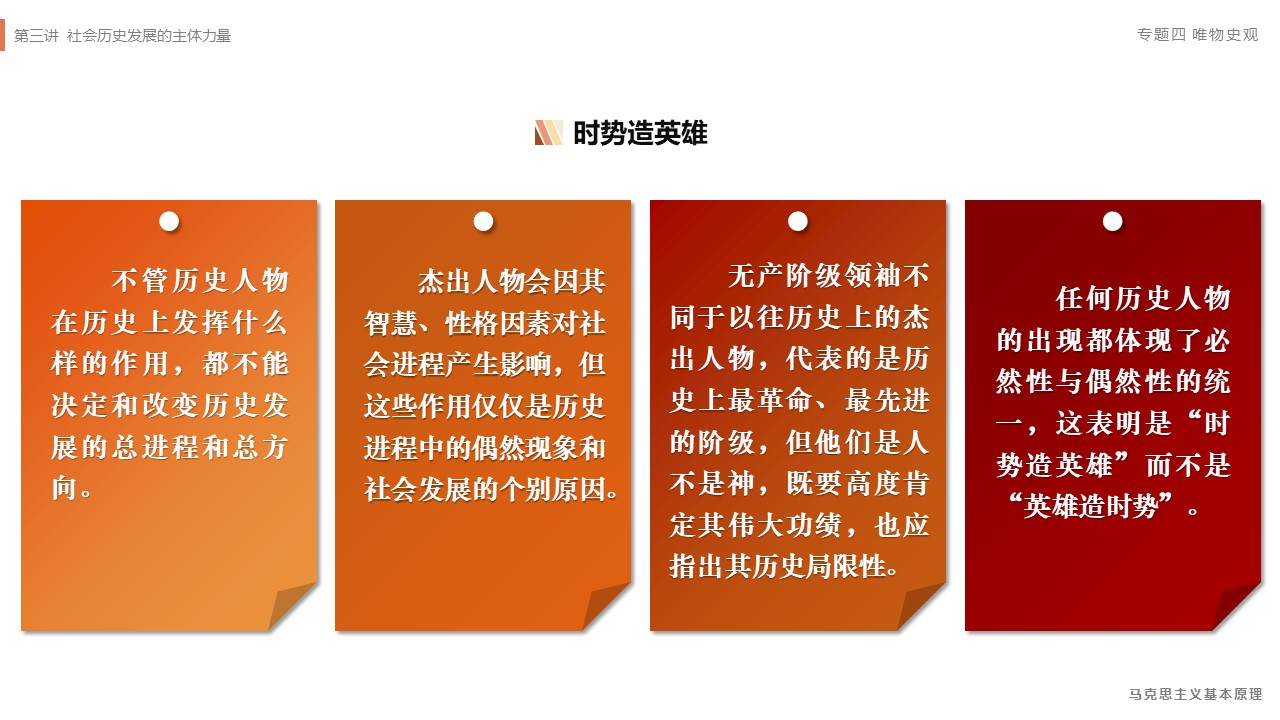 第三讲 社会历史发展的主体力量
专题四 唯物史观
时势造英雄
不管历史人物
在历史上发挥什么
样的作用，都不能
决定和改变历史发
展的总进程和总方
向。
杰出人物会因其
智慧、性格因素对社
会进程产生影响，但
这些作用仅仅是历史
进程中的偶然现象和
社会发展的个别原因。
无产阶级领袖不
同于以往历史上的杰
出人物，代表的是历
史上最革命、最先进
的阶级，但他们是人
不是神，既要高度肯
定其伟大功绩，也应
指出其历史局限性。
任何历史人物
的出现都体现了必
然性与偶然性的统
一，这表明是“时
势造英雄”而不是
“英雄造时势”。
马克思主义基本原理